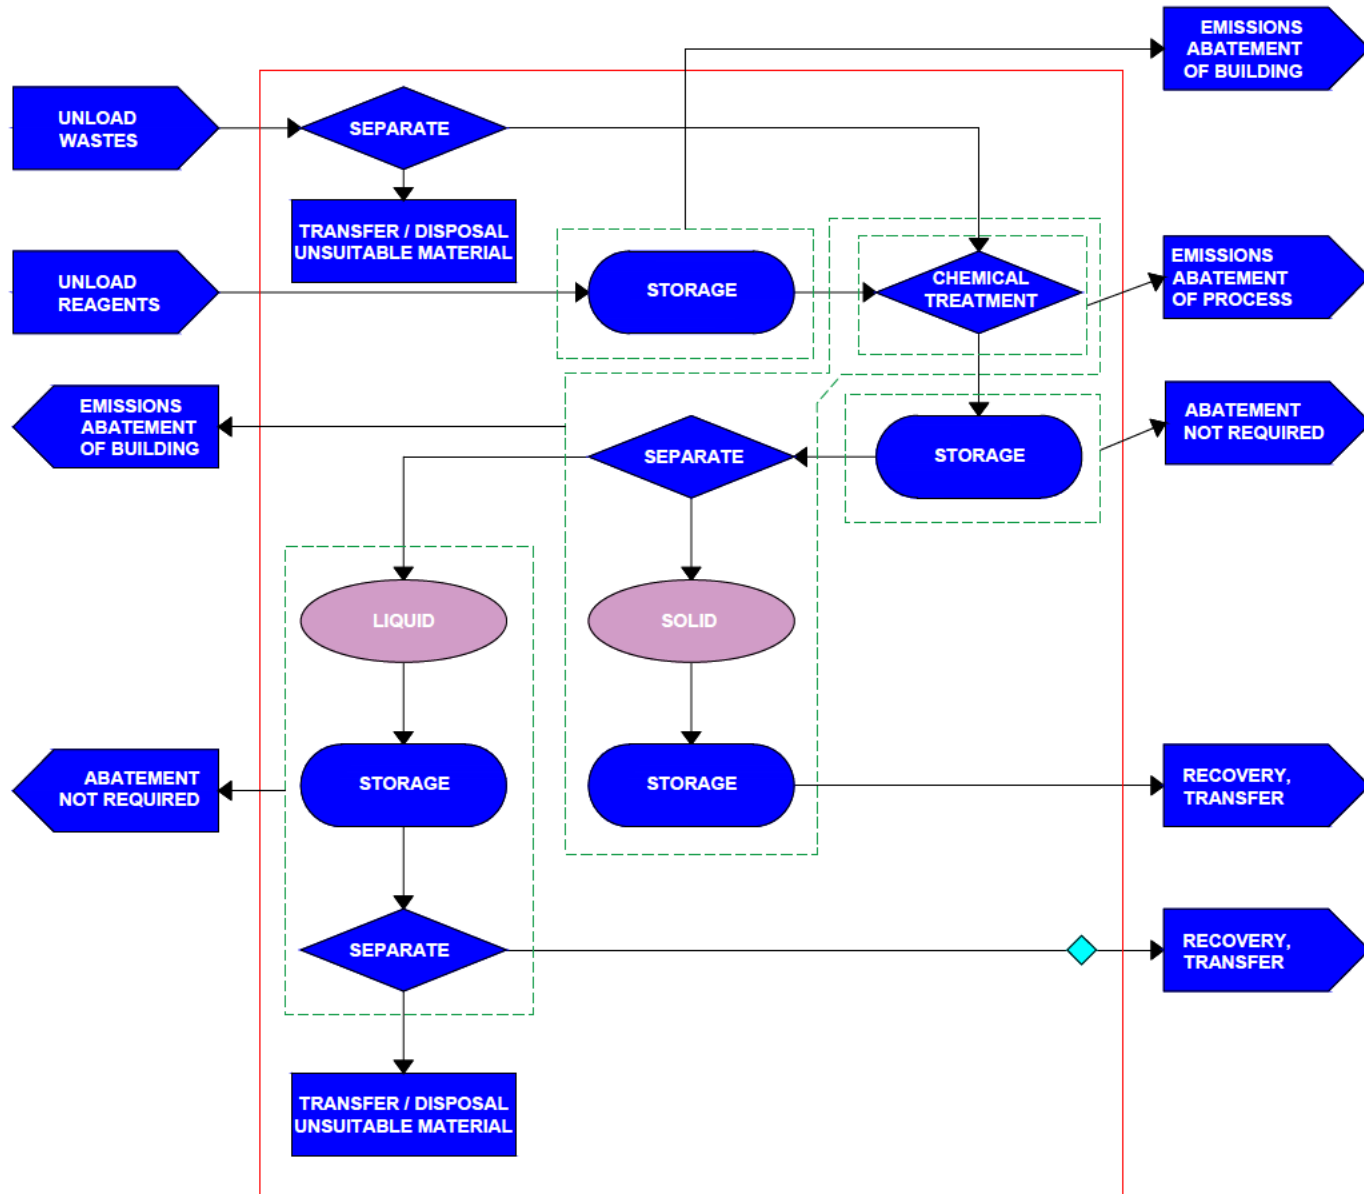 EMISSIONS
ABATEMENT
OF BUILDING
UNLOAD
WASTES
SEPARATE
TRANSFER / DISPOSAL
UNSUITABLE MATERIAL
UNLOAD
REAGENTS
STORAGE
CHEMICAL
TREATMENT
EMISSIONS
ABATEMENT
OF PROCESS
EMISSIONS
ABATEMENT
OF BUILDING
SEPARATE
STORAGE
ABATEMENT
NOT REQUIRED
LIQUID
SOLID
ABATEMENT
NOT REQUIRED
STORAGE
STORAGE
RECOVERY,
TRANSFER
SEPARATE
RECOVERY,
TRANSFER
TRANSFER / DISPOSAL
UNSUITABLE MATERIAL